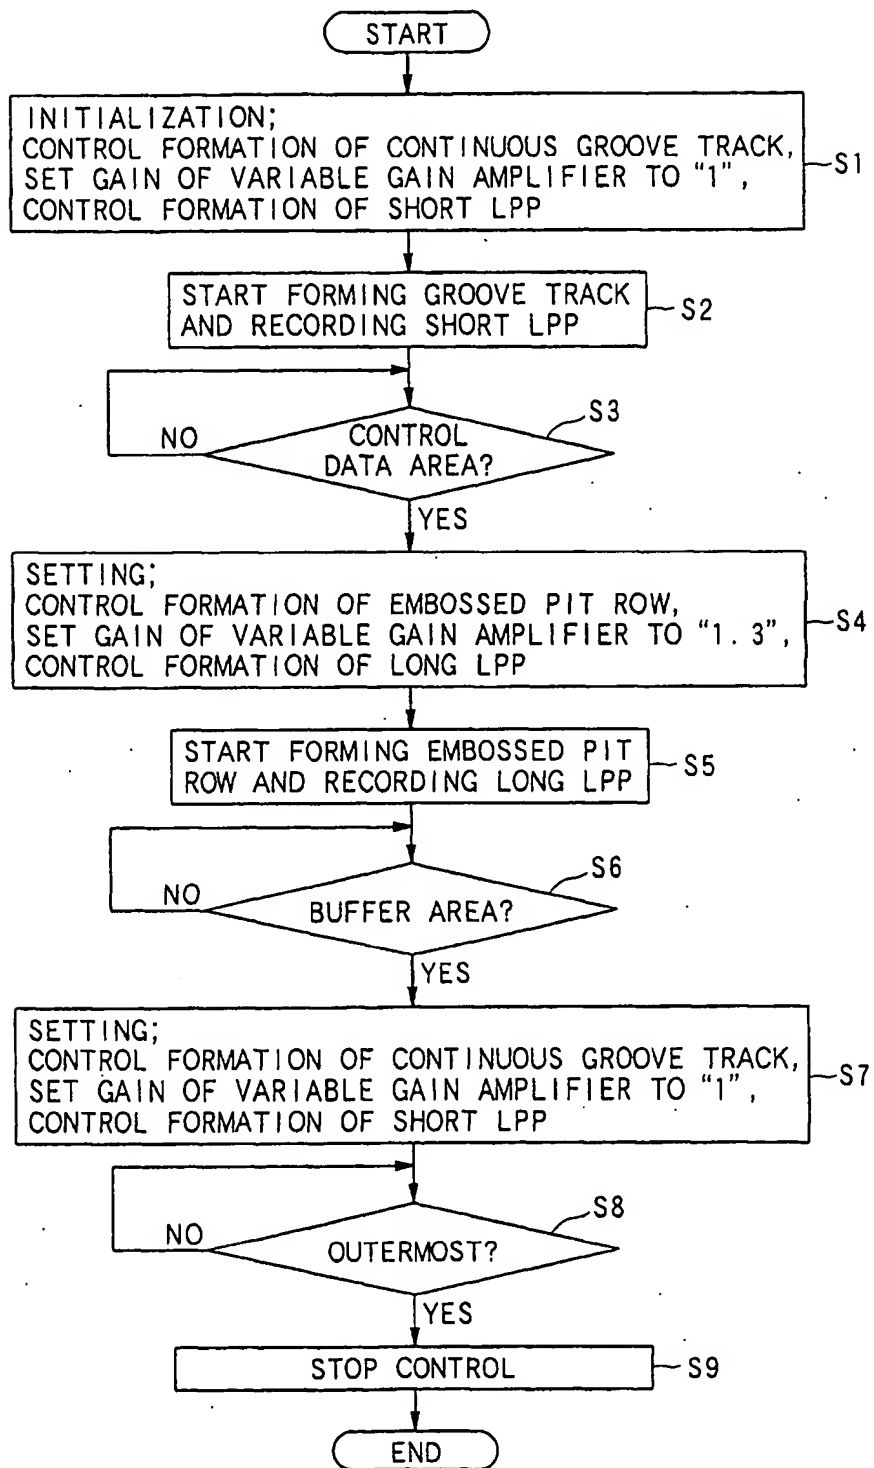 START
INITIALIZATION;
CONTROL FORMATION OF CONTINUOUS GROOVE TRACK,
SET GAIN OF VARIABLE GAIN AMPLIFIER TO "1",
CONTROL FORMATION OF SHORT LPP
S1
START FORMING GROOVE TRACK
AND RECORDING SHORT LPP
S2
S3
NO
CONTROL
DATA AREA?
YES
SETTING;
CONTROL FORMATION OF EMBOSSED PIT ROW,
SET GAIN OF VARIABLE GAIN AMPLIFIER TO "1.3",
CONTROL FORMATION OF LONG LPP
S4
START FORMING EMBOSSED PIT
ROW AND RECORDING LONG LPP
S5
S6
NO
BUFFER AREA?
YES
SETTING;
CONTROL FORMATION OF CONTINUOUS GROOVE TRACK,
SET GAIN OF VARIABLE GAIN AMPLIFIER TO "1",
CONTROL FORMATION OF SHORT LPP
S7
S8
NO
OUTERMOST?
YES
STOP CONTROL
S9
END